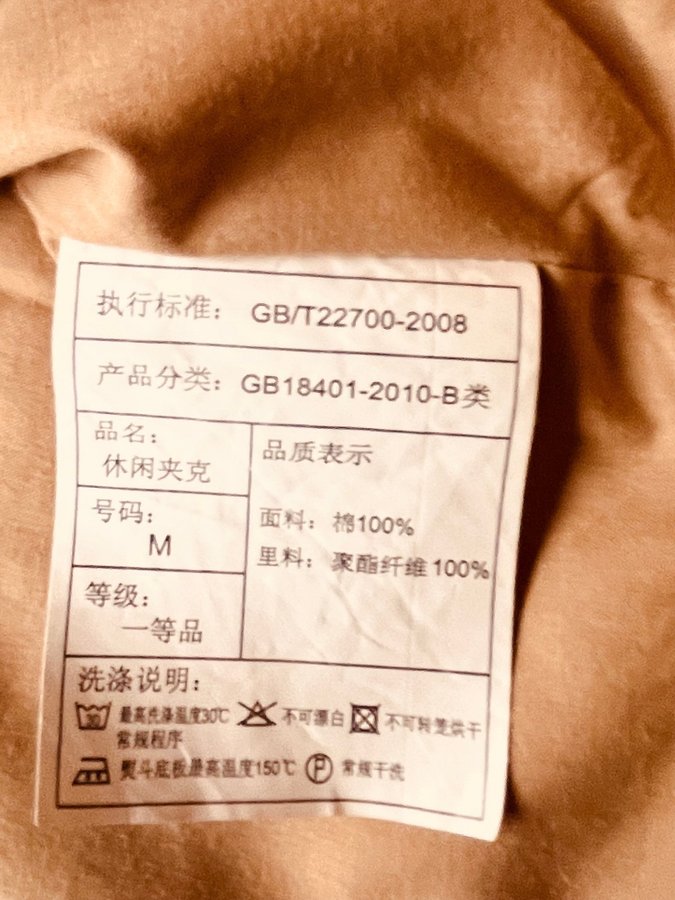 执行标准： GB/T22700-2008
产品分类：GB18401-2010-B类
品名：
休闲夹克
号码：
M
等级：
一等品
品质表示
面料：棉100%
里料：聚酯纤维100%
洗涤说明：
30 最高洗涤温度30℃ 不可漂白 不可转笼烘干
常规程序
熨斗底板最高温度150℃ P 常规干洗